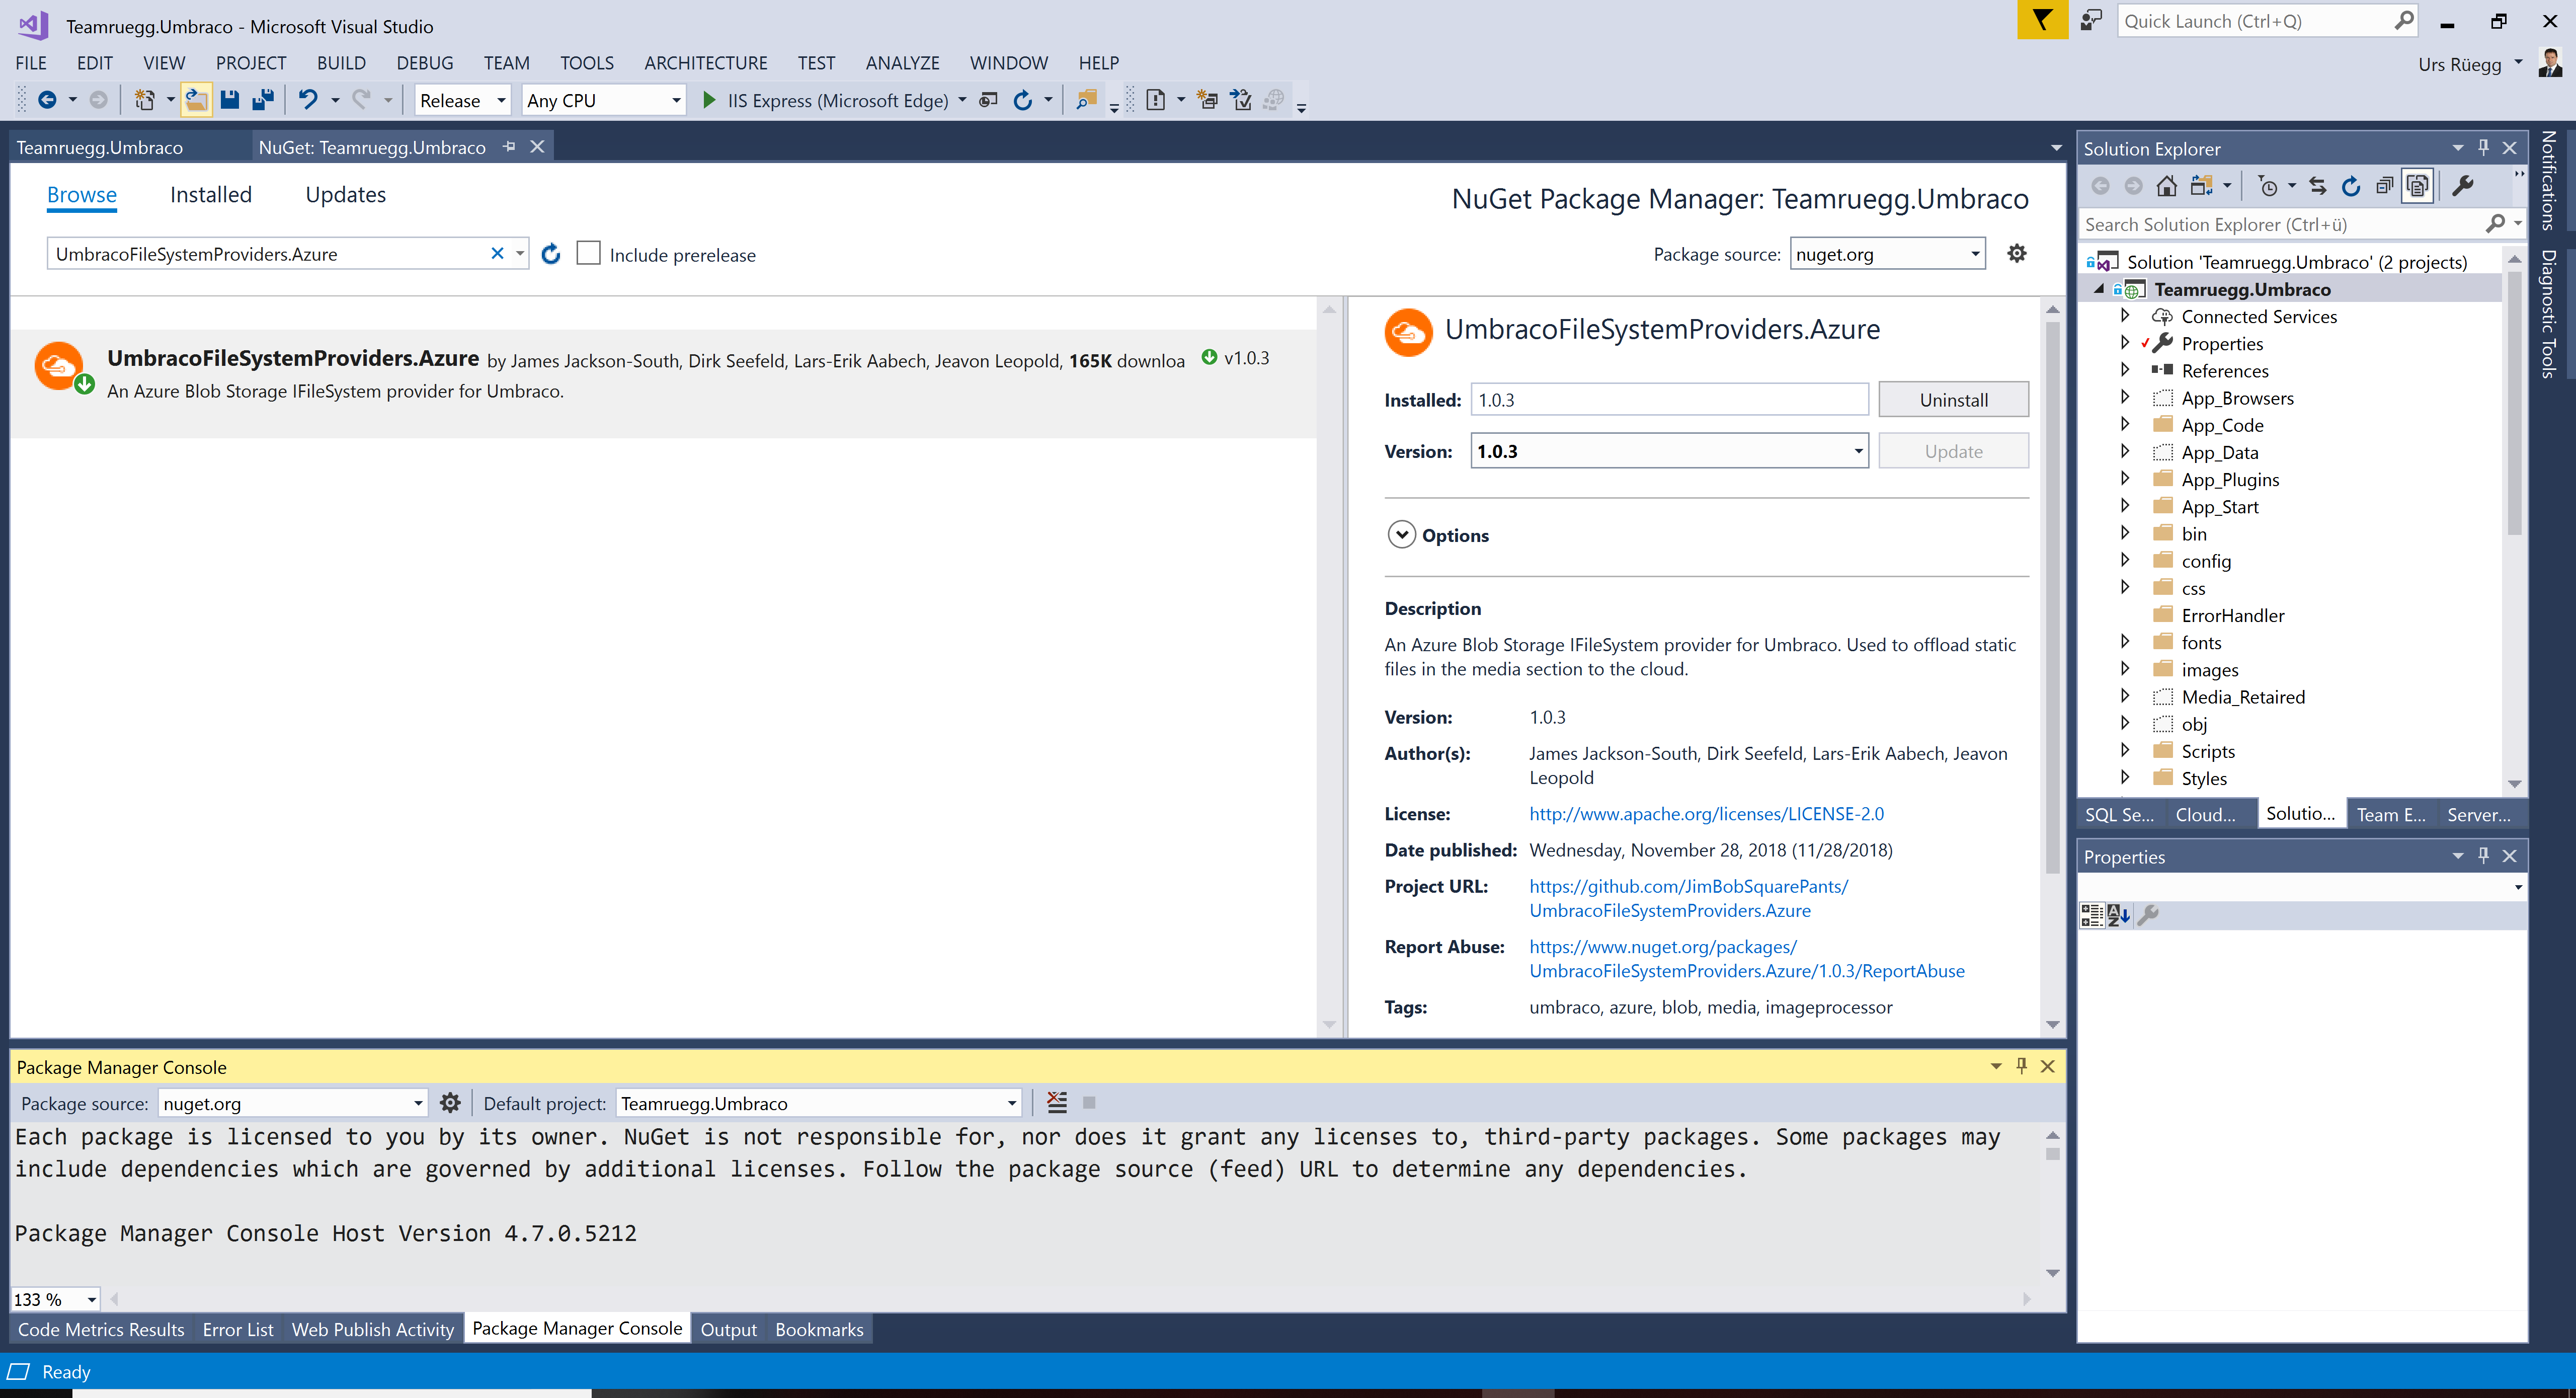 Teamruegg.Umbraco - Microsoft Visual Studio
Quick Launch (Ctrl+Q)
FILE EDIT VIEW PROJECT BUILD DEBUG TEAM TOOLS ARCHITECTURE TEST ANALYZE WINDOW HELP
Urs Rüegg
Release Any CPU IIS Express (Microsoft Edge)
Teamruegg.Umbraco NuGet: Teamruegg.Umbraco
Browse Installed Updates
NuGet Package Manager: Teamruegg.Umbraco
UmbracoFileSystemProviders.Azure Include prerelease
Package source: nuget.org
UmbracoFileSystemProviders.Azure by James Jackson-South, Dirk Seefeld, Lars-Erik Aabech, Jeavon Leopold, 165K downloa v1.0.3
An Azure Blob Storage IFileSystem provider for Umbraco.
UmbracoFileSystemProviders.Azure
Installed: 1.0.3 Uninstall
Version: 1.0.3 Update
Options
Description
An Azure Blob Storage IFileSystem provider for Umbraco. Used to offload static
files in the media section to the cloud.
Version: 1.0.3
Author(s): James Jackson-South, Dirk Seefeld, Lars-Erik Aabech, Jeavon
Leopold
License: http://www.apache.org/licenses/LICENSE-2.0
Date published: Wednesday, November 28, 2018 (11/28/2018)
Project URL: https://github.com/JimBobSquarePants/
UmbracoFileSystemProviders.Azure
Report Abuse: https://www.nuget.org/packages/
UmbracoFileSystemProviders.Azure/1.0.3/ReportAbuse
Tags: umbraco, azure, blob, media, imageprocessor
Package Manager Console
Package source: nuget.org Default project: Teamruegg.Umbraco
Each package is licensed to you by its owner. NuGet is not responsible for, nor does it grant any licenses to, third-party packages. Some packages may
include dependencies which are governed by additional licenses. Follow the package source (feed) URL to determine any dependencies.
Package Manager Console Host Version 4.7.0.5212
133 %
Code Metrics Results Error List Web Publish Activity Package Manager Console Output Bookmarks
Ready
Solution Explorer
Search Solution Explorer (Ctrl+ü)
Solution 'Teamruegg.Umbraco' (2 projects)
Teamruegg.Umbraco
Connected Services
Properties
References
App_Browsers
App_Code
App_Data
App_Plugins
App_Start
bin
config
css
ErrorHandler
fonts
images
Media_Retaired
obj
Scripts
Styles
SQL Se... Cloud... Solutio... Team E... Server...
Properties
Notifications
Diagnostic Tools